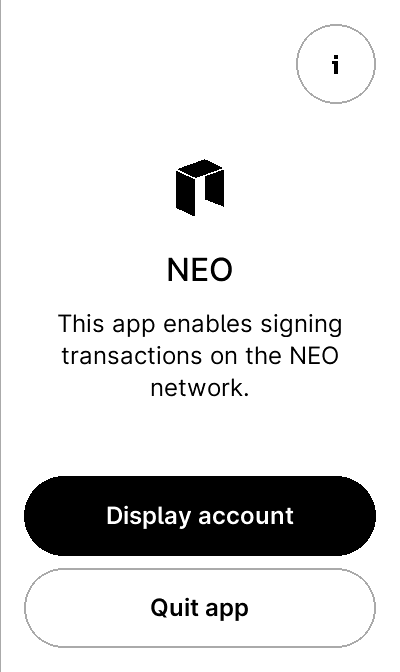 i
NEO
This app enables signing
transactions on the NEO
network.
Display account
Quit app